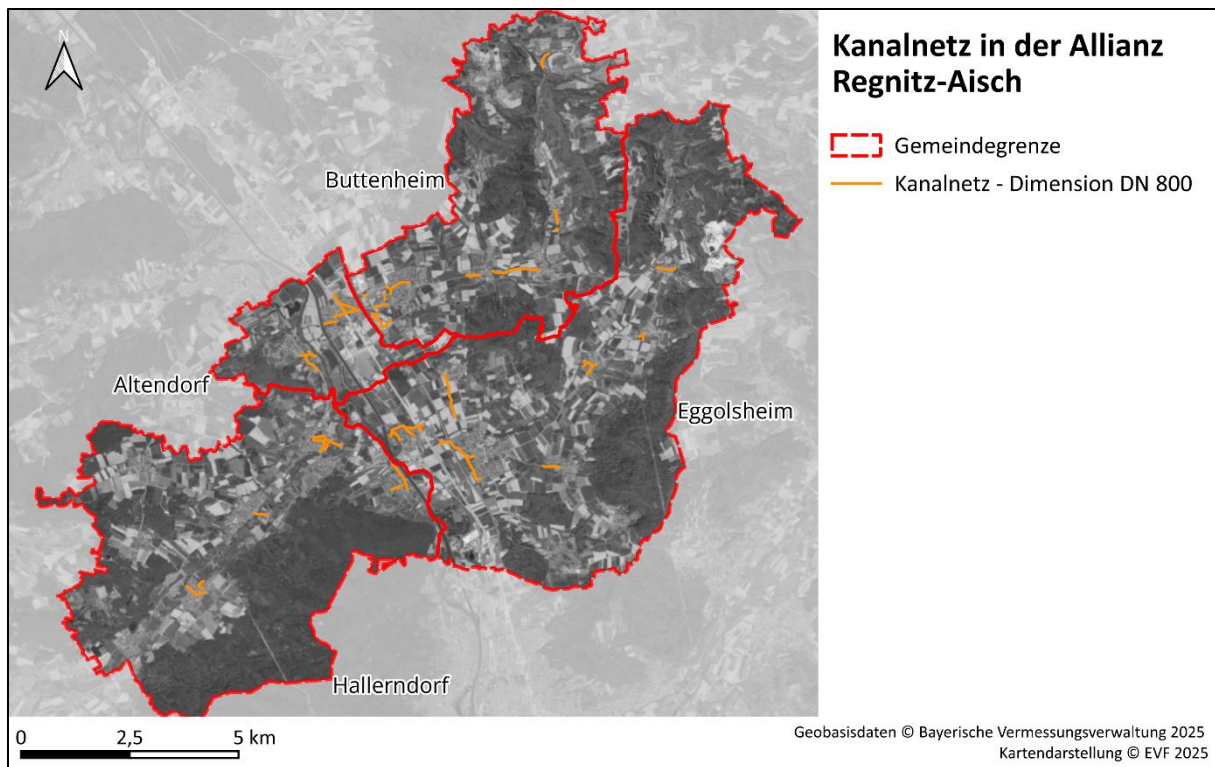 N
Kanalnetz in der Allianz
Regnitz-Aisch
Gemeindegrenze
Kanalnetz - Dimension DN 800
Buttenheim
Altendorf
Eggolsheim
Hallerndorf
0 2,5 5 km
Geobasisdaten © Bayerische Vermessungsverwaltung 2025
Kartendarstellung © EVF 2025